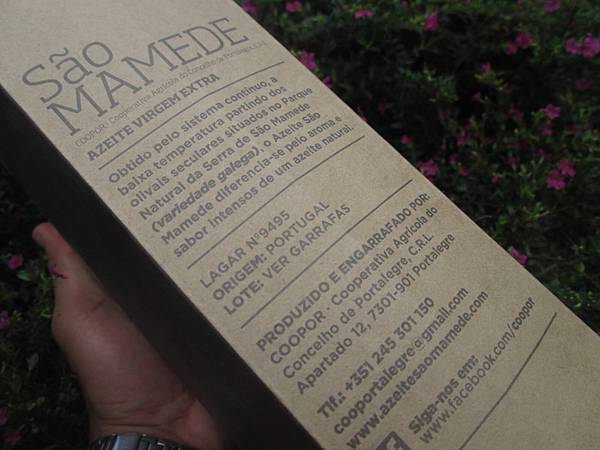 São
MAMEDE
COOPOR: Cooperativa Agrícola do Concelho de Portalegre, C.R.L.
AZEITE VIRGEM EXTRA
Obtido pelo sistema contínuo, a
baixa temperatura partindo dos
olivais seculares situados no Parque
Natural da Serra de São Mamede
(variedade galega), o Azeite São
Mamede diferencia-se pelo aroma e
sabor intensos de um azeite natural.
LAGAR Nº9495
ORIGEM: PORTUGAL
LOTE: VER GARRAFAS
PRODUZIDO E ENGARRAFADO POR:
COOPOR - Cooperativa Agrícola do
Concelho de Portalegre, C.R.L.
Apartado 12, 7301-901 Portalegre
Tlf.: +351 245 301 150
cooportalegre@gmail.com
www.azeitesaomamede.com
Siga-nos em:
www.facebook.com/coopor